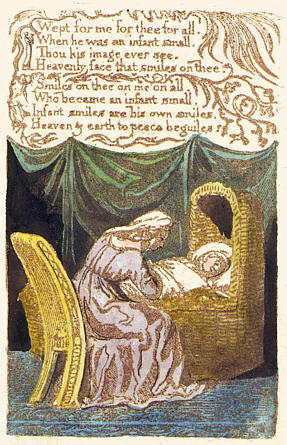 Wept for me for thee for all.
When he was an infant small.
Thou his image ever see.
Heavenly face that smiles on thee.
Smiles on thee on me on all
Who became an infant small,
Infant smiles are his own smiles.
Heaven & earth to peace beguiles